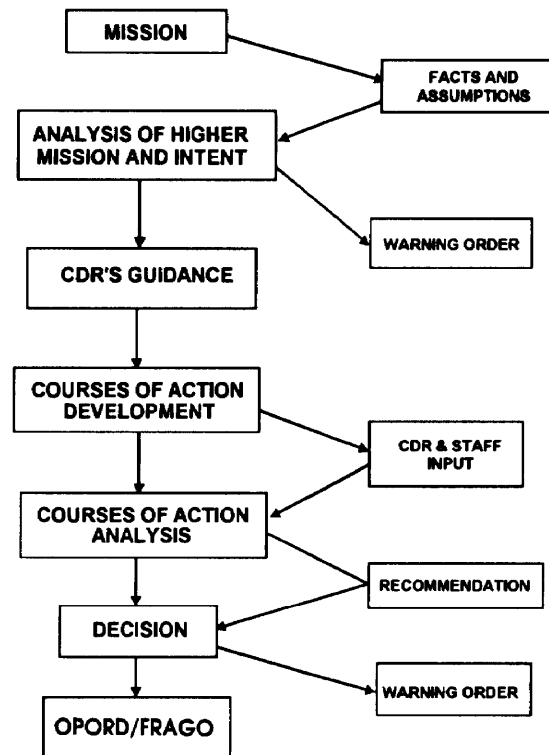 MISSION
FACTS AND
ASSUMPTIONS
ANALYSIS OF HIGHER
MISSION AND INTENT
WARNING ORDER
CDR'S GUIDANCE
COURSES OF ACTION
DEVELOPMENT
CDR & STAFF
INPUT
COURSES OF ACTION
ANALYSIS
RECOMMENDATION
DECISION
WARNING ORDER
OPORD/FRAGO